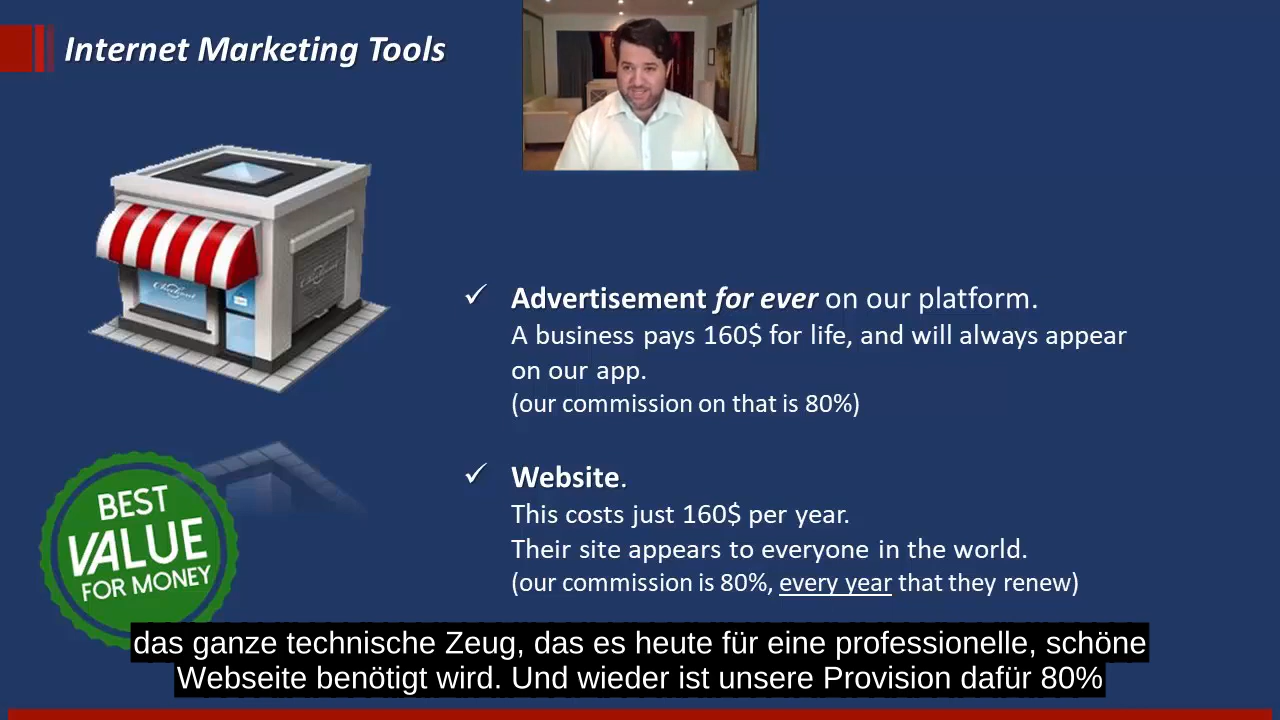 Internet Marketing Tools
✓ Advertisement for ever on our platform.
A business pays 160$ for life, and will always appear
on our app.
(our commission on that is 80%)
✓ Website.
This costs just 160$ per year.
Their site appears to everyone in the world.
(our commission is 80%, every year that they renew)
BEST
VALUE
FOR MONEY
das ganze technische Zeug, das es heute für eine professionelle, schöne
Webseite benötigt wird. Und wieder ist unsere Provision dafür 80%